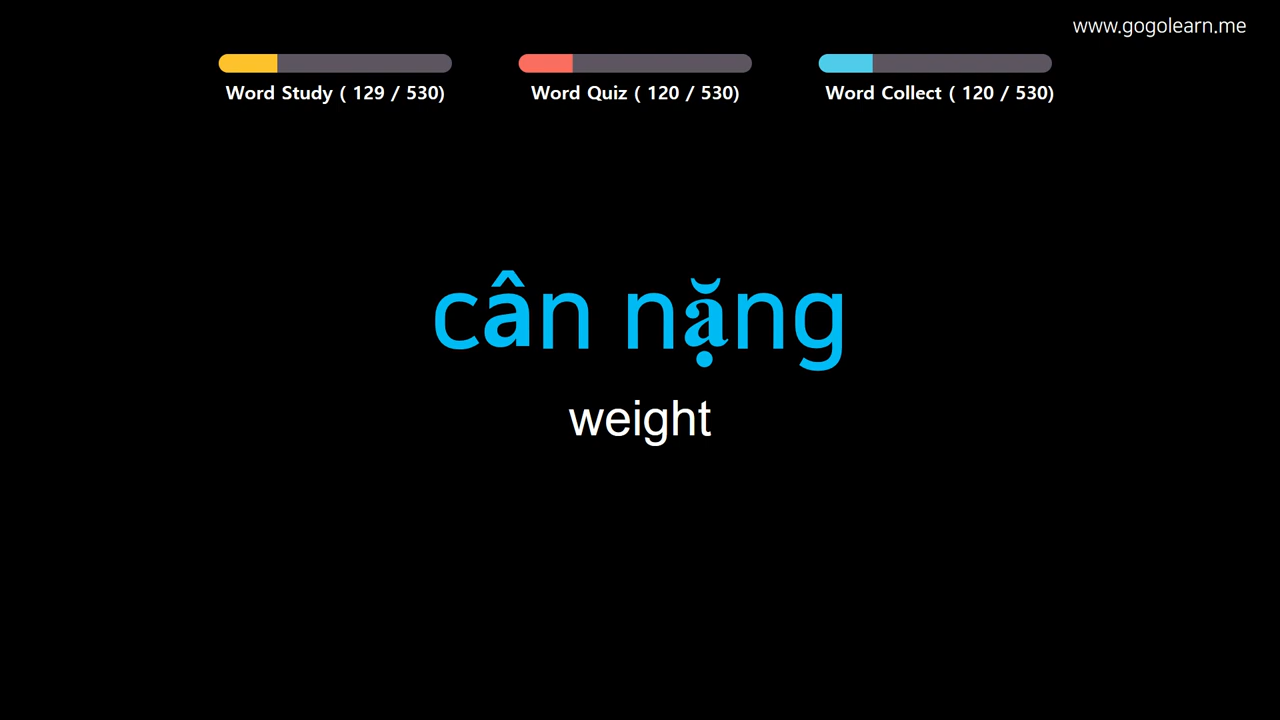 www.gogolearn.me
Word Study ( 129 / 530)
Word Quiz ( 120 / 530)
Word Collect ( 120 / 530)
cân nặng
weight